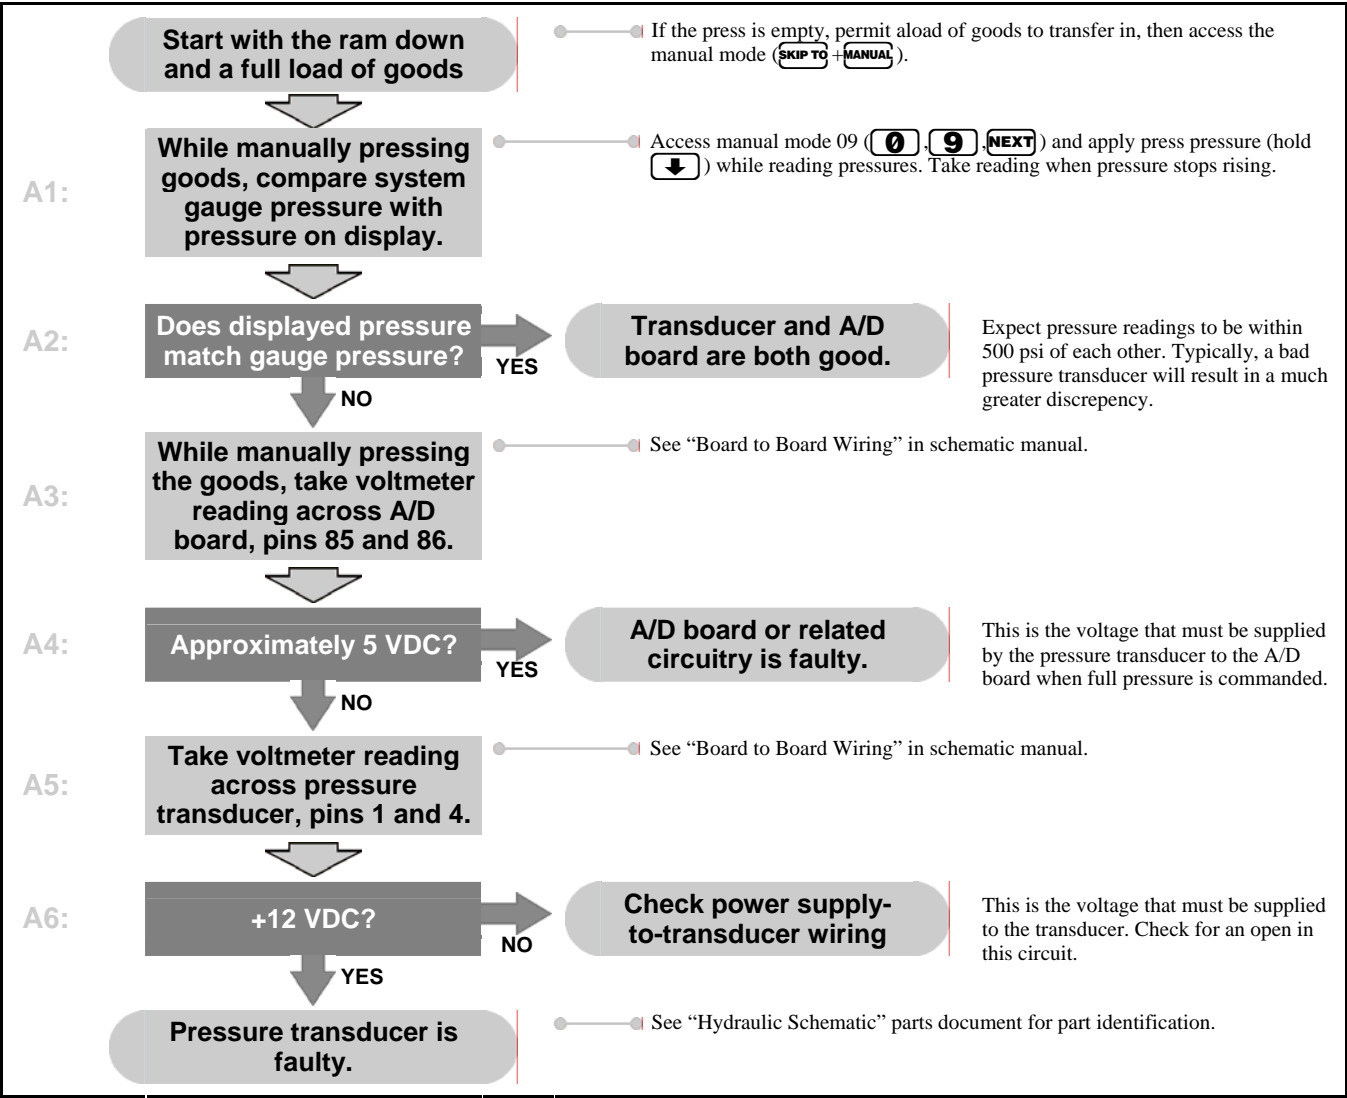 Start with the ram down
and a full load of goods
If the press is empty, permit aload of goods to transfer in, then access the
manual mode (SKIP TO+MANUAL).
A1:
While manually pressing
goods, compare system
gauge pressure with
pressure on display.
Access manual mode 09 (0,9,NEXT) and apply press pressure (hold
) while reading pressures. Take reading when pressure stops rising.
A2:
Does displayed pressure
match gauge pressure?
YES
NO
Transducer and A/D
board are both good.
Expect pressure readings to be within
500 psi of each other. Typically, a bad
pressure transducer will result in a much
greater discrepency.
A3:
While manually pressing
the goods, take voltmeter
reading across A/D
board, pins 85 and 86.
See “Board to Board Wiring” in schematic manual.
A4:
Approximately 5 VDC?
YES
NO
A/D board or related
circuitry is faulty.
This is the voltage that must be supplied
by the pressure transducer to the A/D
board when full pressure is commanded.
A5:
Take voltmeter reading
across pressure
transducer, pins 1 and 4.
See “Board to Board Wiring” in schematic manual.
A6:
+12 VDC?
NO
YES
Check power supply-
to-transducer wiring
This is the voltage that must be supplied
to the transducer. Check for an open in
this circuit.
Pressure transducer is
faulty.
See “Hydraulic Schematic” parts document for part identification.